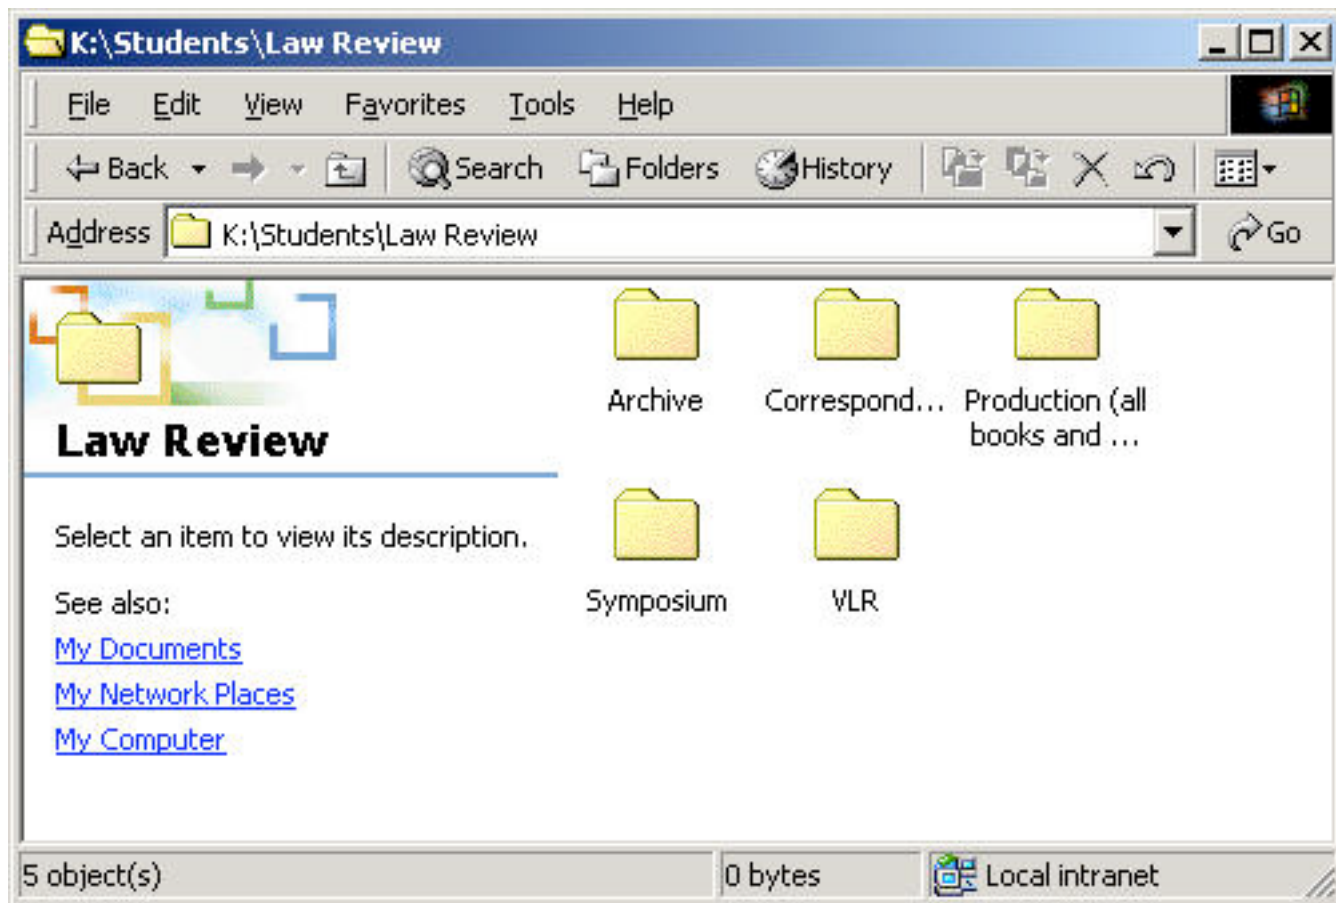 K:\Students\Law Review
File Edit View Favorites Tools Help
Back Search Folders History
Address K:\Students\Law Review Go
Law Review
Select an item to view its description.
See also:
My Documents
My Network Places
My Computer
Archive Correspond... Production (all
books and ...
Symposium VLR
5 object(s) 0 bytes Local intranet